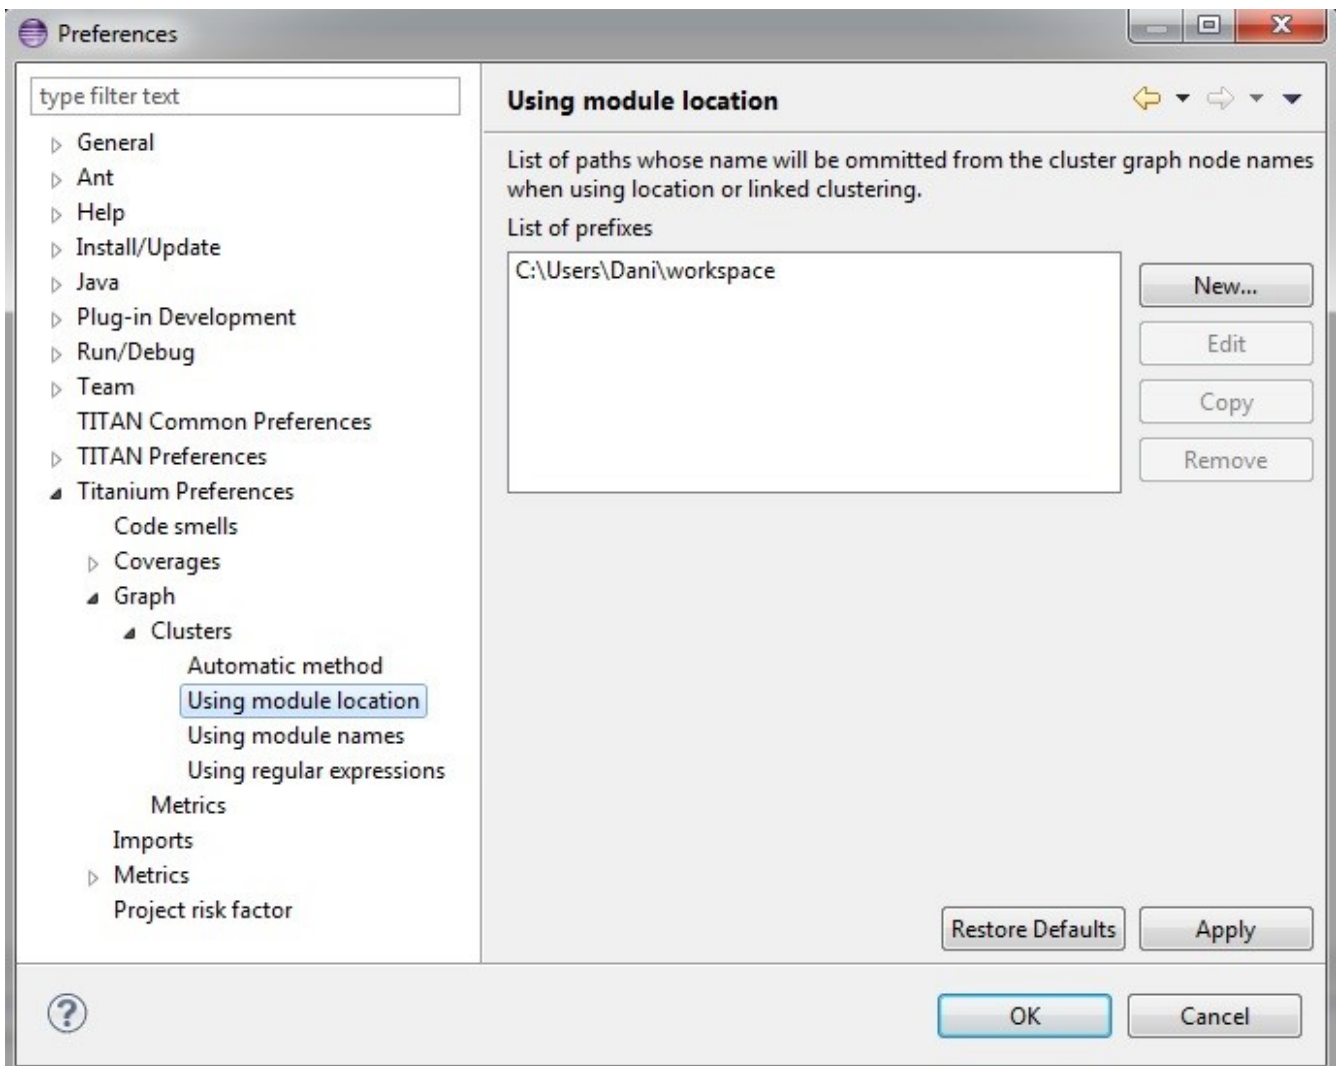 Preferences
type filter text
General
Ant
Help
Install/Update
Java
Plug-in Development
Run/Debug
Team
TITAN Common Preferences
TITAN Preferences
Titanium Preferences
Code smells
Coverages
Graph
Clusters
Automatic method
Using module location
Using module names
Using regular expressions
Metrics
Imports
Metrics
Project risk factor
Using module location
List of paths whose name will be ommitted from the cluster graph node names
when using location or linked clustering.
List of prefixes
C:\Users\Dani\workspace
New...
Edit
Copy
Remove
Restore Defaults
Apply
?
OK
Cancel